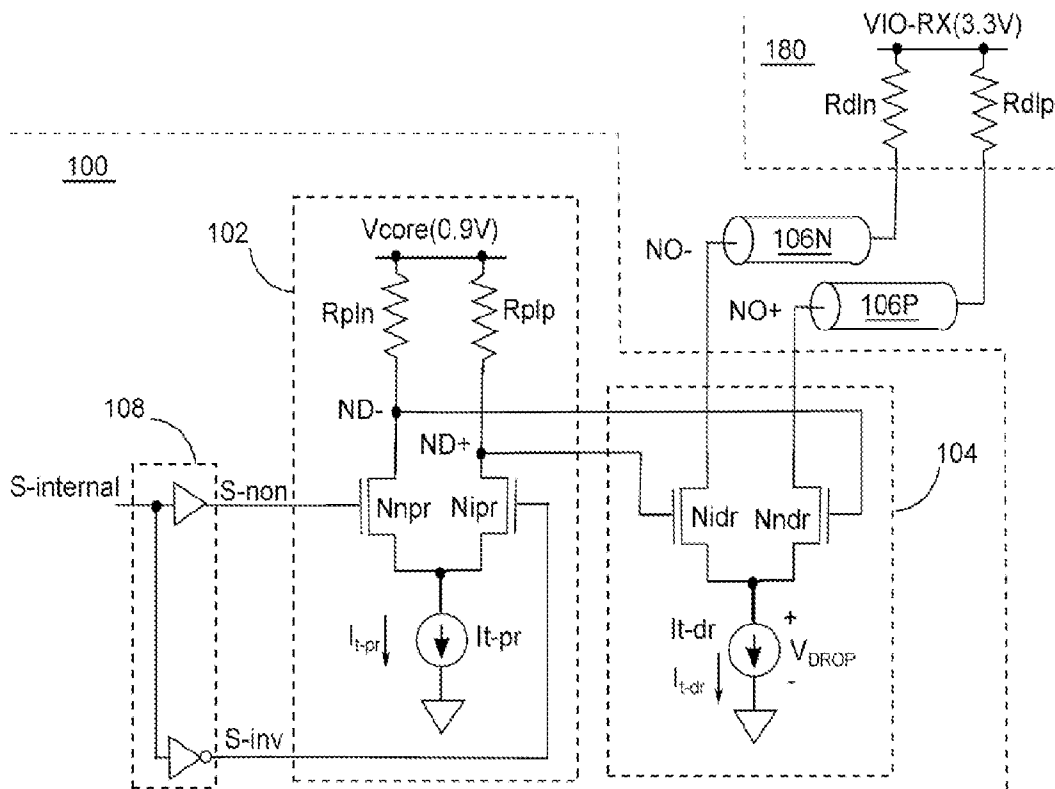 VIO-RX(3.3V)
180
Rdln
Rdlp
100
102
Vcore(0.9V)
106N
NO-
Rpln
Rplp
NO+
106P
108
ND-
ND+
104
S-internal
S-non
Nnpr
Nipr
Nidr
Nndr
It-pr
It-pr
It-dr
+
VDROP
It-dr
-
S-inv